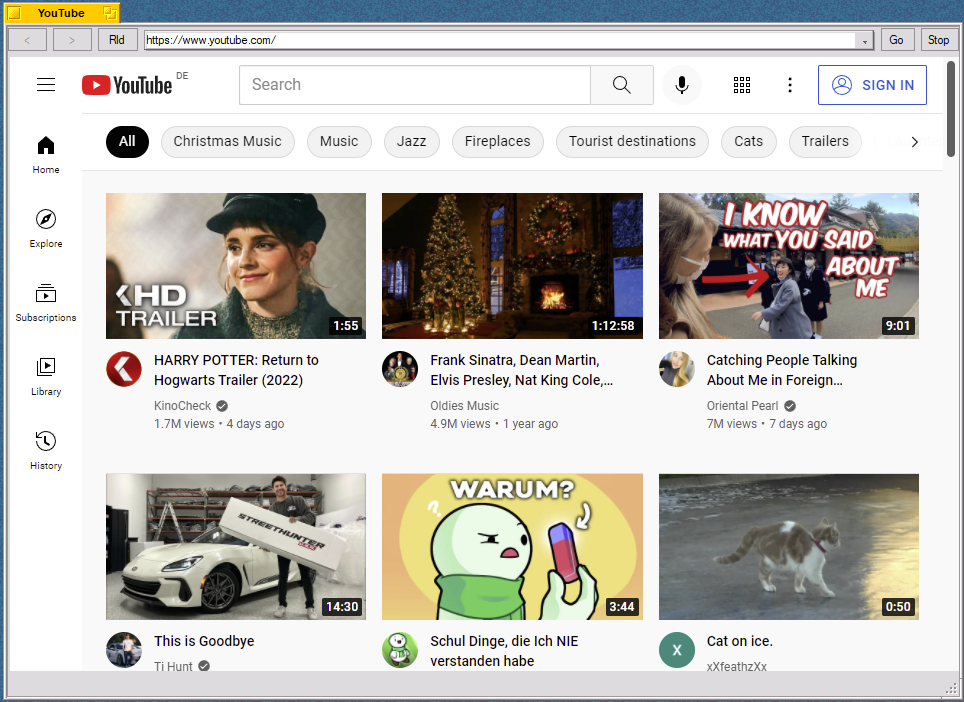 YouTube
< > Rld https://www.youtube.com/ Go Stop
YouTube DE Search SIGN IN
All Christmas Music Music Jazz Fireplaces Tourist destinations Cats Trailers
Home
Explore
Subscriptions
Library
History
KHD
TRAILER
1:55
HARRY POTTER: Return to
Hogwarts Trailer (2022)
KinoCheck
1.7M views • 4 days ago
1:12:58
Frank Sinatra, Dean Martin,
Elvis Presley, Nat King Cole,...
Oldies Music
4.9M views • 1 year ago
I KNOW
WHAT YOU SAID
ABOUT
ME
9:01
Catching People Talking
About Me in Foreign...
Oriental Pearl
7M views • 7 days ago
STREETHUNTER
14:30
This is Goodbye
TJ Hunt
WARUM?
?
3:44
Schul Dinge, die Ich NIE
verstanden habe
0:50
X
Cat on ice.
xXfeathzXx